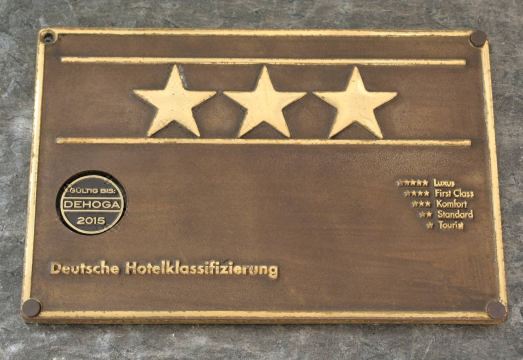 GÜLTIG BIS:
DEHOGA
2015
★★★★★ Luxus
★★★★ First Class
★★★ Komfort
★★ Standard
★ Tourist
Deutsche Hotelklassifizierung